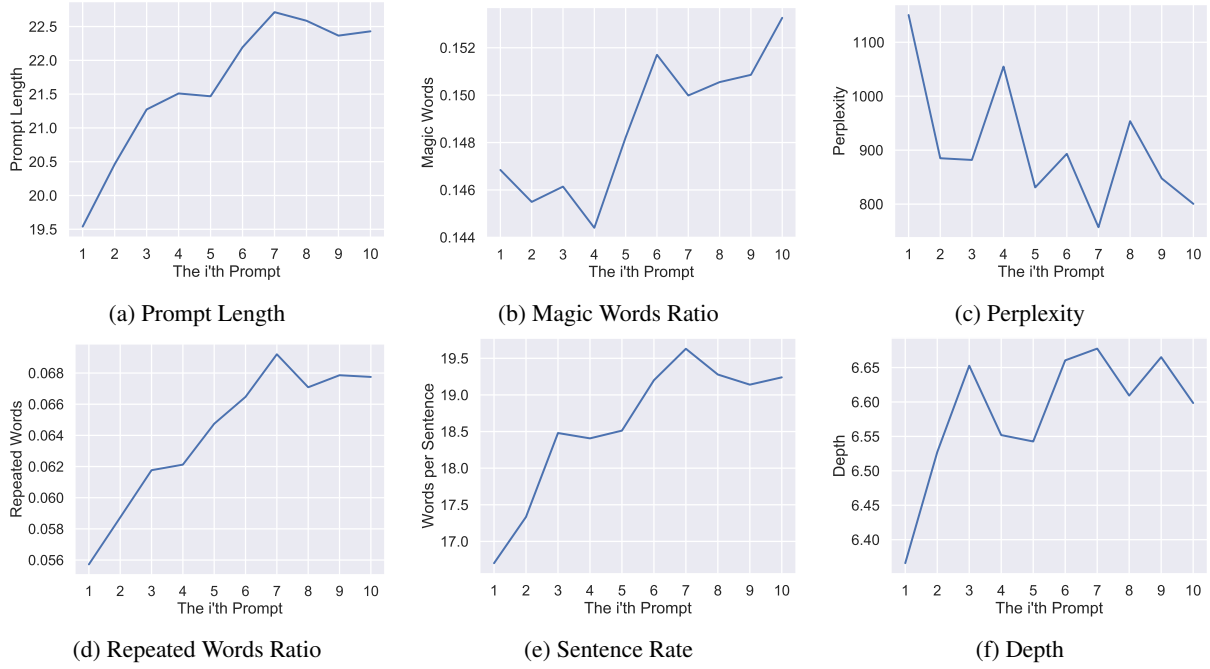 Prompt Length
22.5
22.0
21.5
21.0
20.5
20.0
19.5
1 2 3 4 5 6 7 8 9 10
The i'th Prompt
(a) Prompt Length
Magic Words
0.152
0.150
0.148
0.146
0.144
1 2 3 4 5 6 7 8 9 10
The i'th Prompt
(b) Magic Words Ratio
Perplexity
1100
1000
900
800
1 2 3 4 5 6 7 8 9 10
The i'th Prompt
(c) Perplexity
Repeated Words
0.068
0.066
0.064
0.062
0.060
0.058
0.056
1 2 3 4 5 6 7 8 9 10
The i'th Prompt
(d) Repeated Words Ratio
Words per Sentence
19.5
19.0
18.5
18.0
17.5
17.0
1 2 3 4 5 6 7 8 9 10
The i'th Prompt
(e) Sentence Rate
Depth
6.65
6.60
6.55
6.50
6.45
6.40
1 2 3 4 5 6 7 8 9 10
The i'th Prompt
(f) Depth